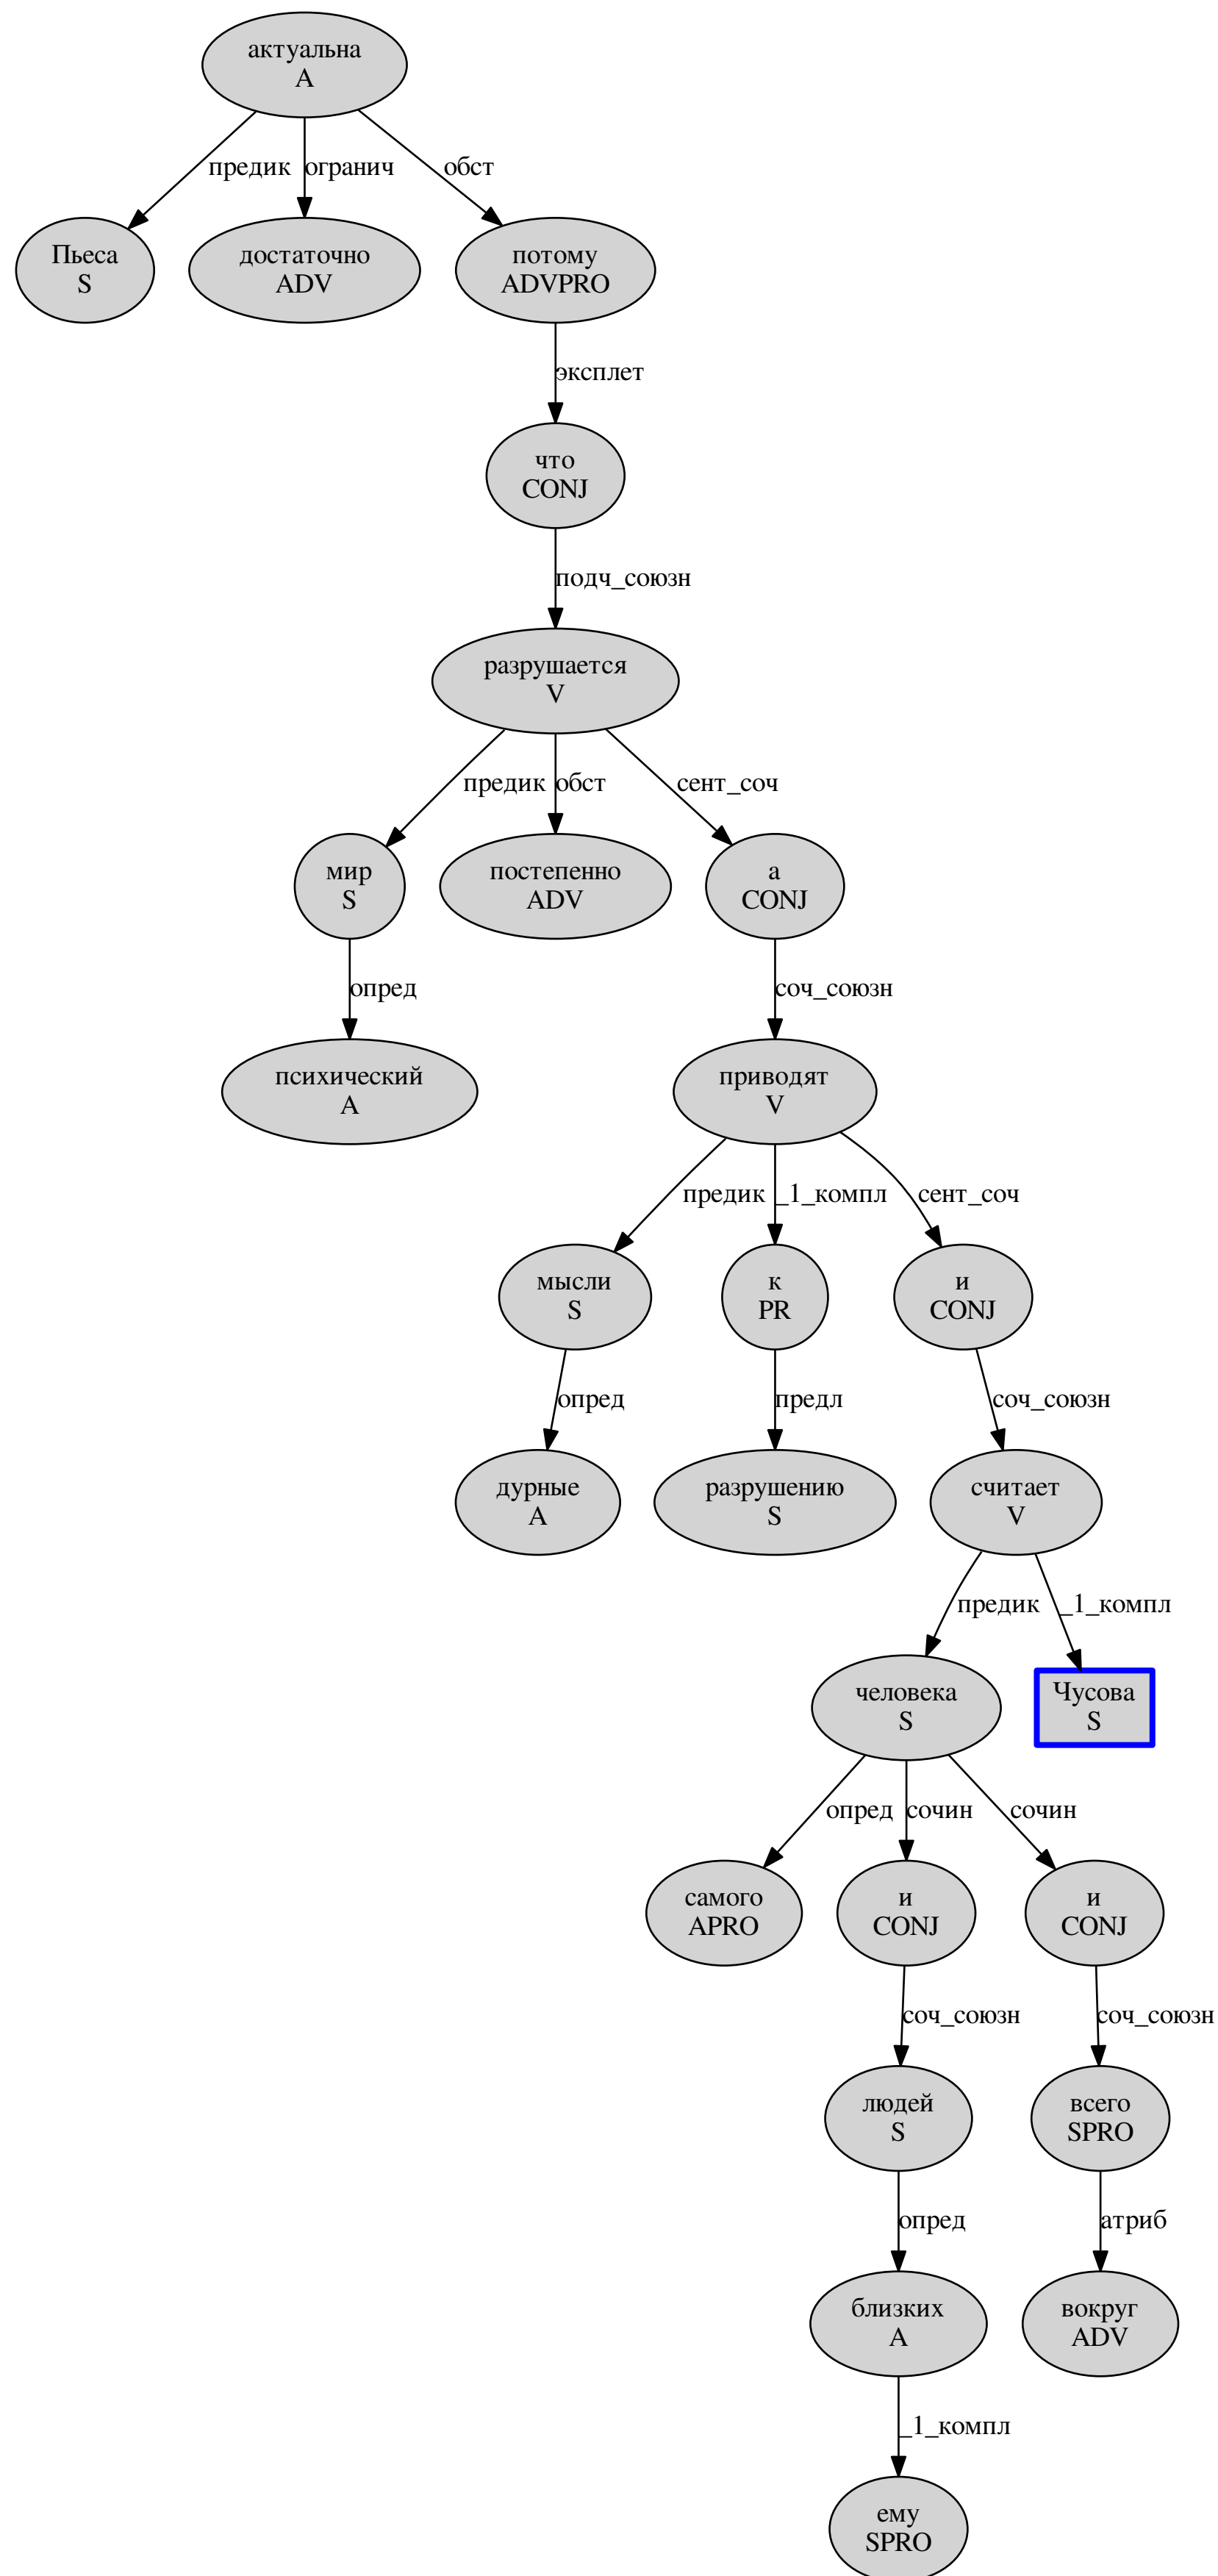 актуальна
A
предик огранич обст
Пьеса
S
достаточно
ADV
потому
ADVPRO
эксплет
что
CONJ
подч_союзн
разрушается
V
предик обст сент_соч
мир
S
постепенно
ADV
а
CONJ
опред соч_союзн
психический
A
приводят
V
предик _1_компл сент_соч
мысли
S
к
PR
и
CONJ
опред предл соч_союзн
дурные
A
разрушению
S
считает
V
предик _1_компл
человека
S
Чусова
S
опред сочин сочин
самого
APRO
и
CONJ
и
CONJ
соч_союзн соч_союзн
людей
S
всего
SPRO
опред атриб
близких
A
вокруг
ADV
_1_компл
ему
SPRO